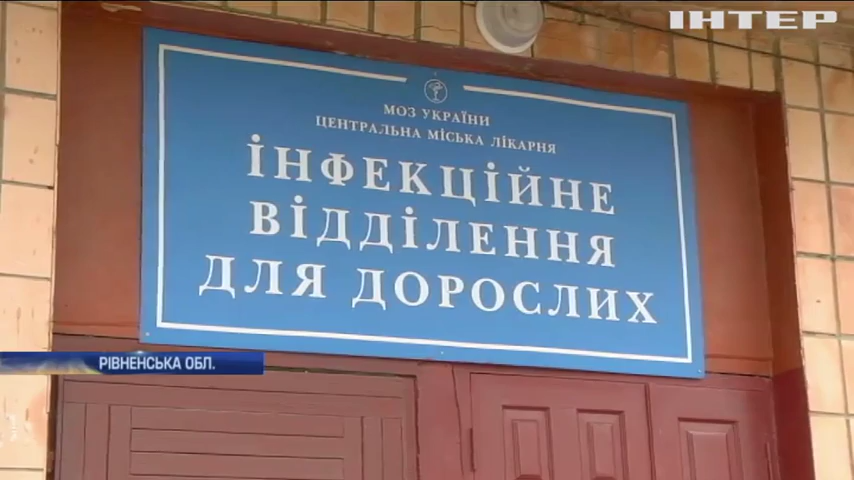 ІНТЕР
МОЗ УКРАЇНИ
ЦЕНТРАЛЬНА МІСЬКА ЛІКАРНЯ
ІНФЕКЦІЙНЕ
ВІДДІЛЕННЯ
ДЛЯ ДОРОСЛИХ
РІВНЕНСЬКА ОБЛ.